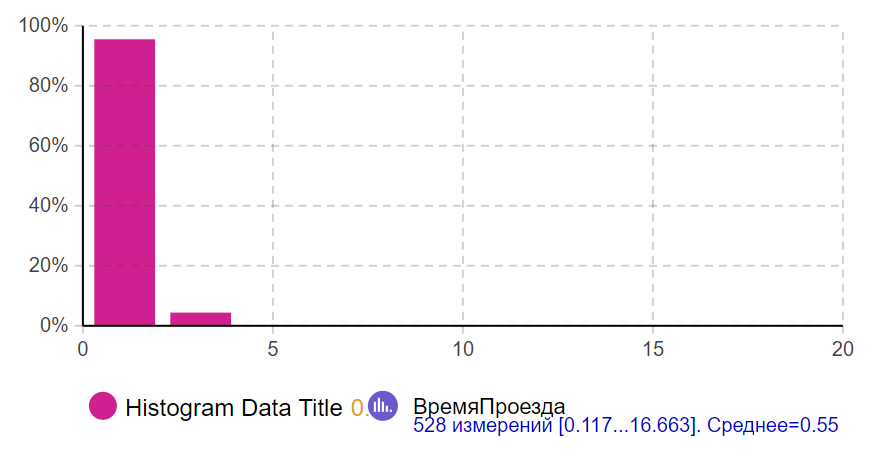 100%
80%
60%
40%
20%
0%
0 5 10 15 20
Histogram Data Title 0. ВремяПроезда
528 измерений [0.117...16.663]. Среднее=0.55